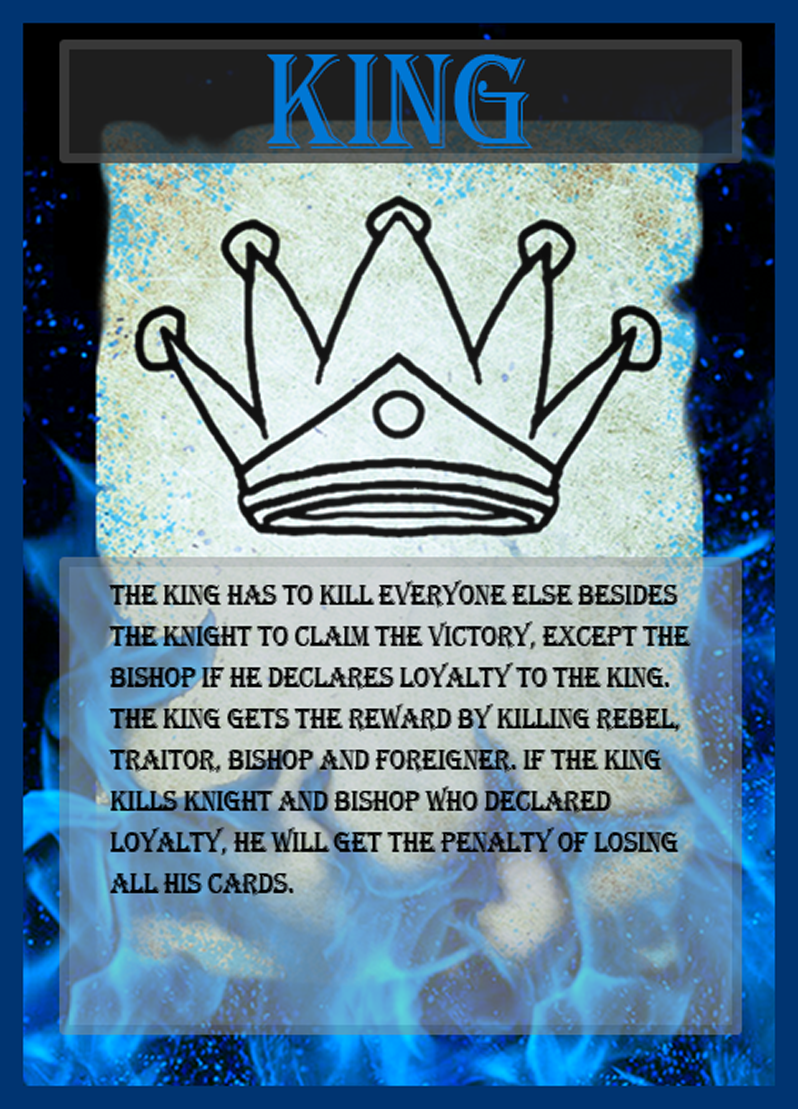 KING
THE KING HAS TO KILL EVERYONE ELSE BESIDES
THE KNIGHT TO CLAIM THE VICTORY, EXCEPT THE
BISHOP IF HE DECLARES LOYALTY TO THE KING.
THE KING GETS THE REWARD BY KILLING REBEL,
TRAITOR, BISHOP AND FOREIGNER. IF THE KING
KILLS KNIGHT AND BISHOP WHO DECLARED
LOYALTY, HE WILL GET THE PENALTY OF LOSING
ALL HIS CARDS.